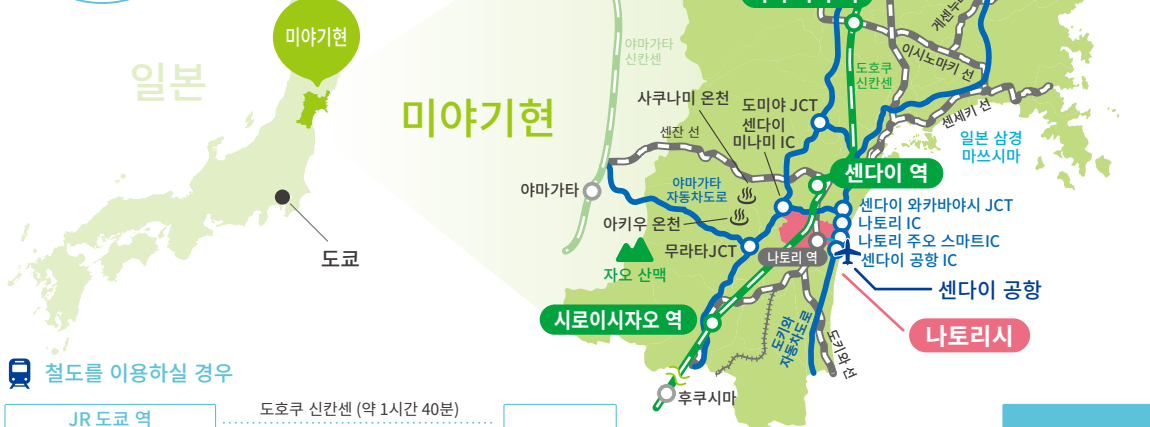 미야기현
일본
도쿄
미야기현
야마가타
신칸센
게센누마
이시노마키 선
도호쿠
신칸센
사쿠나미 온천
도미야 JCT
센다이
미나미 IC
센잔 선
센세키 선
일본 삼경
마쓰시마
센다이 역
야마가타
야마가타
자동차도로
센다이 와카바야시 JCT
나토리 IC
나토리 주오 스마트IC
센다이 공항 IC
아키우 온천
무라타JCT
나토리 역
자오 산맥
센다이 공항
시로이시자오 역
도키와
자동차도로
도키와 선
나토리시
후쿠시마
철도를 이용하실 경우
JR 도쿄 역
도호쿠 신칸센 (약 1시간 40분)